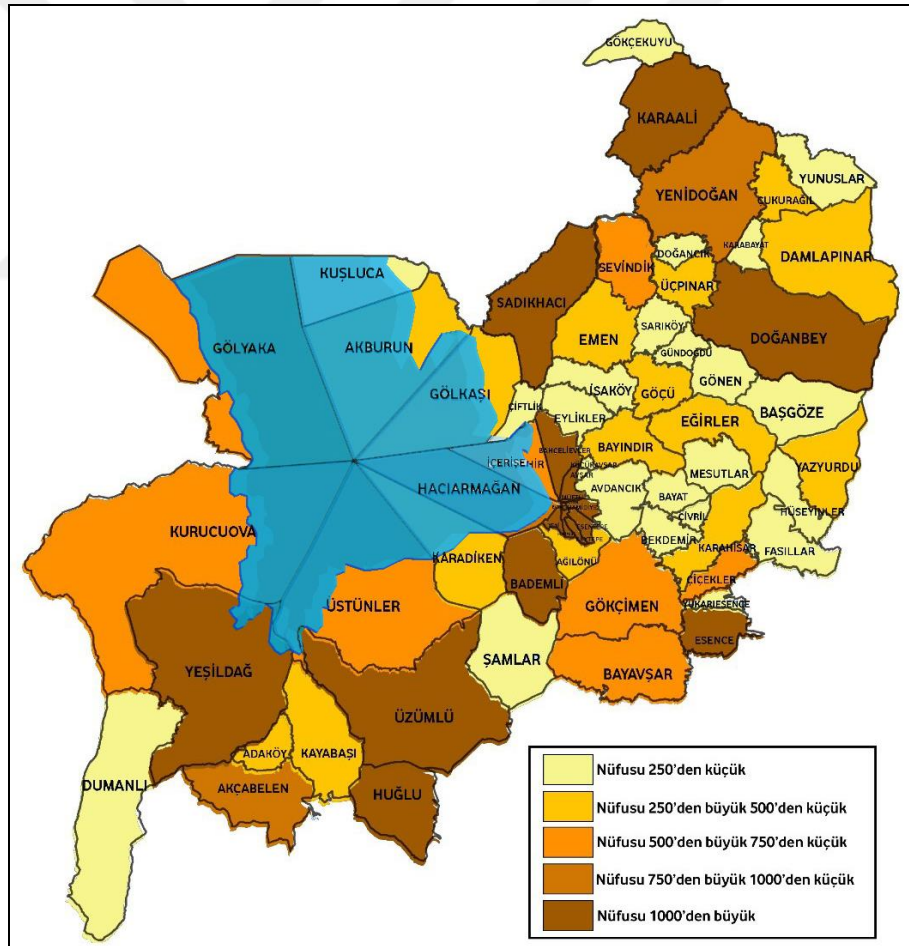 GÖKÇEKUYU
KARAALİ
YUNUSLAR
YENİDOĞAN
ÇUKURAĞIL
KARABAYAT
DAMLAPINAR
DOĞANCIK
SEVİNDİK
KUŞLUCA
ÜÇPINAR
SADIKHACI
SARIKÖY
DOĞANBEY
GÖLYAKA
AKBURUN
EMEN
GÜNDOĞDU
GÖNEN
GÖLKAŞI
İSAKÖY
GÖÇÜ
ÇİFTLİK
EYLİKLER
BAŞGÖZE
EĞİRLER
BAHÇELİEVLER
BAYINDIR
İÇERİŞEHİR
YAZYURDU
AVŞAR
MESUTLAR
HACIARMAĞAN
AVDANCIK
BAYAT
HÜSEYİNLER
ÇİVRİL
KURUCUOVA
BEKDEMİR
KARAHİSAR
KARADİKEN
AĞILÖNÜ
FASILLAR
BADEMLİ
ÇİÇEKLER
ÜSTÜNLER
GÖKÇİMEN
YUKARIESENCE
ESENCE
ŞAMLAR
YEŞİLDAĞ
BAYAVŞAR
ÜZÜMLÜ
ADAKÖY
KAYABAŞI
DUMANLI
AKÇABELEN
HUĞLU
Nüfusu 250'den küçük
Nüfusu 250'den büyük 500'den küçük
Nüfusu 500'den büyük 750'den küçük
Nüfusu 750'den büyük 1000'den küçük
Nüfusu 1000'den büyük